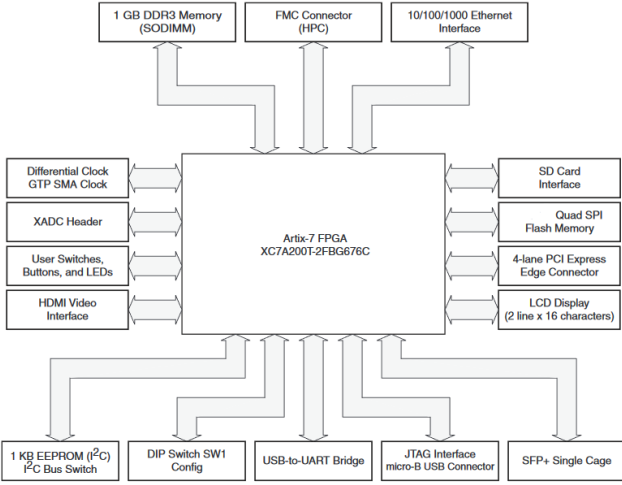 1 GB DDR3 Memory
(SODIMM)
FMC Connector
(HPC)
10/100/1000 Ethernet
Interface
Differential Clock
GTP SMA Clock
XADC Header
User Switches,
Buttons, and LEDs
HDMI Video
Interface
Artix-7 FPGA
XC7A200T-2FBG676C
SD Card
Interface
Quad SPI
Flash Memory
4-lane PCI Express
Edge Connector
LCD Display
(2 line x 16 characters)
1 KB EEPROM (I²C)
I²C Bus Switch
DIP Switch SW1
Config
USB-to-UART Bridge
JTAG Interface
micro-B USB Connector
SFP+ Single Cage